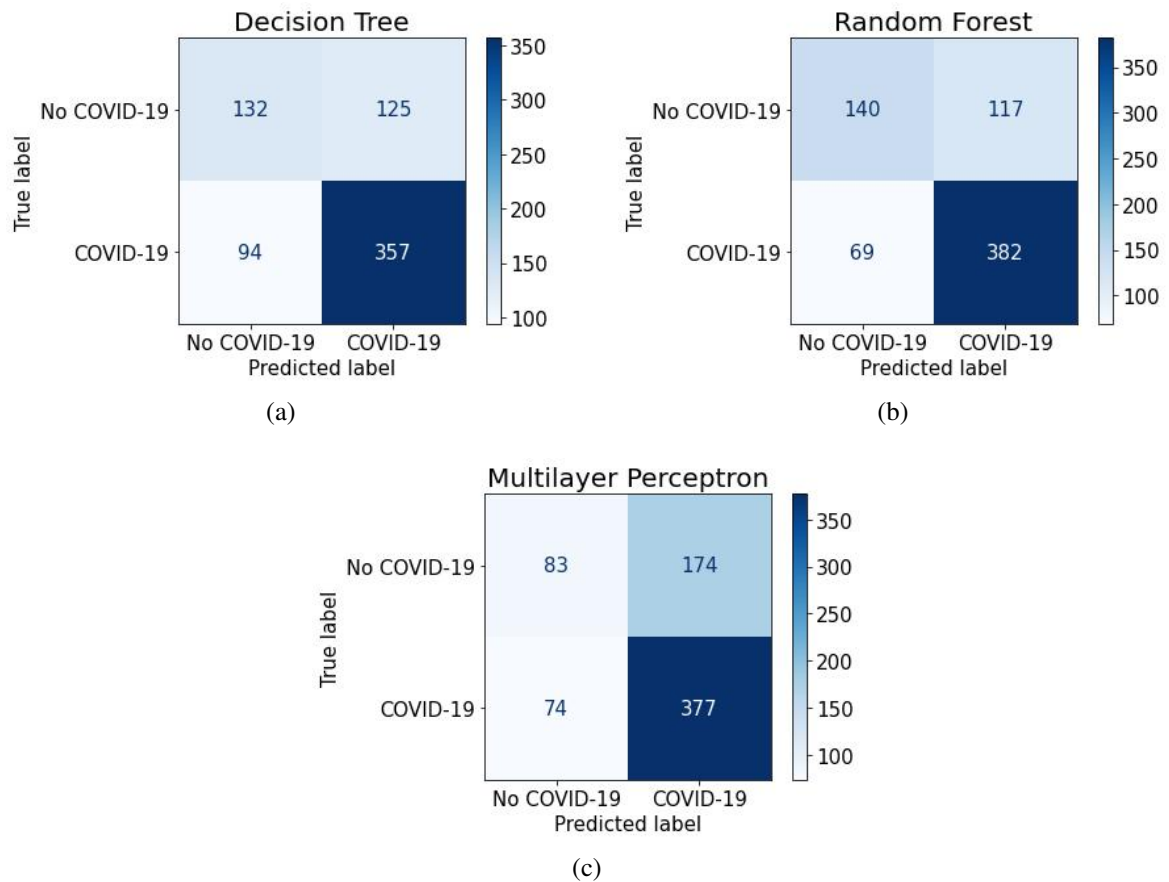 Decision Tree
350
300
250
200
150
100
No COVID-19
132
125
COVID-19
94
357
True label
No COVID-19
COVID-19
Predicted label
(a)
Random Forest
350
300
250
200
150
100
No COVID-19
140
117
COVID-19
69
382
True label
No COVID-19
COVID-19
Predicted label
(b)
Multilayer Perceptron
350
300
250
200
150
100
No COVID-19
83
174
COVID-19
74
377
True label
No COVID-19
COVID-19
Predicted label
(c)